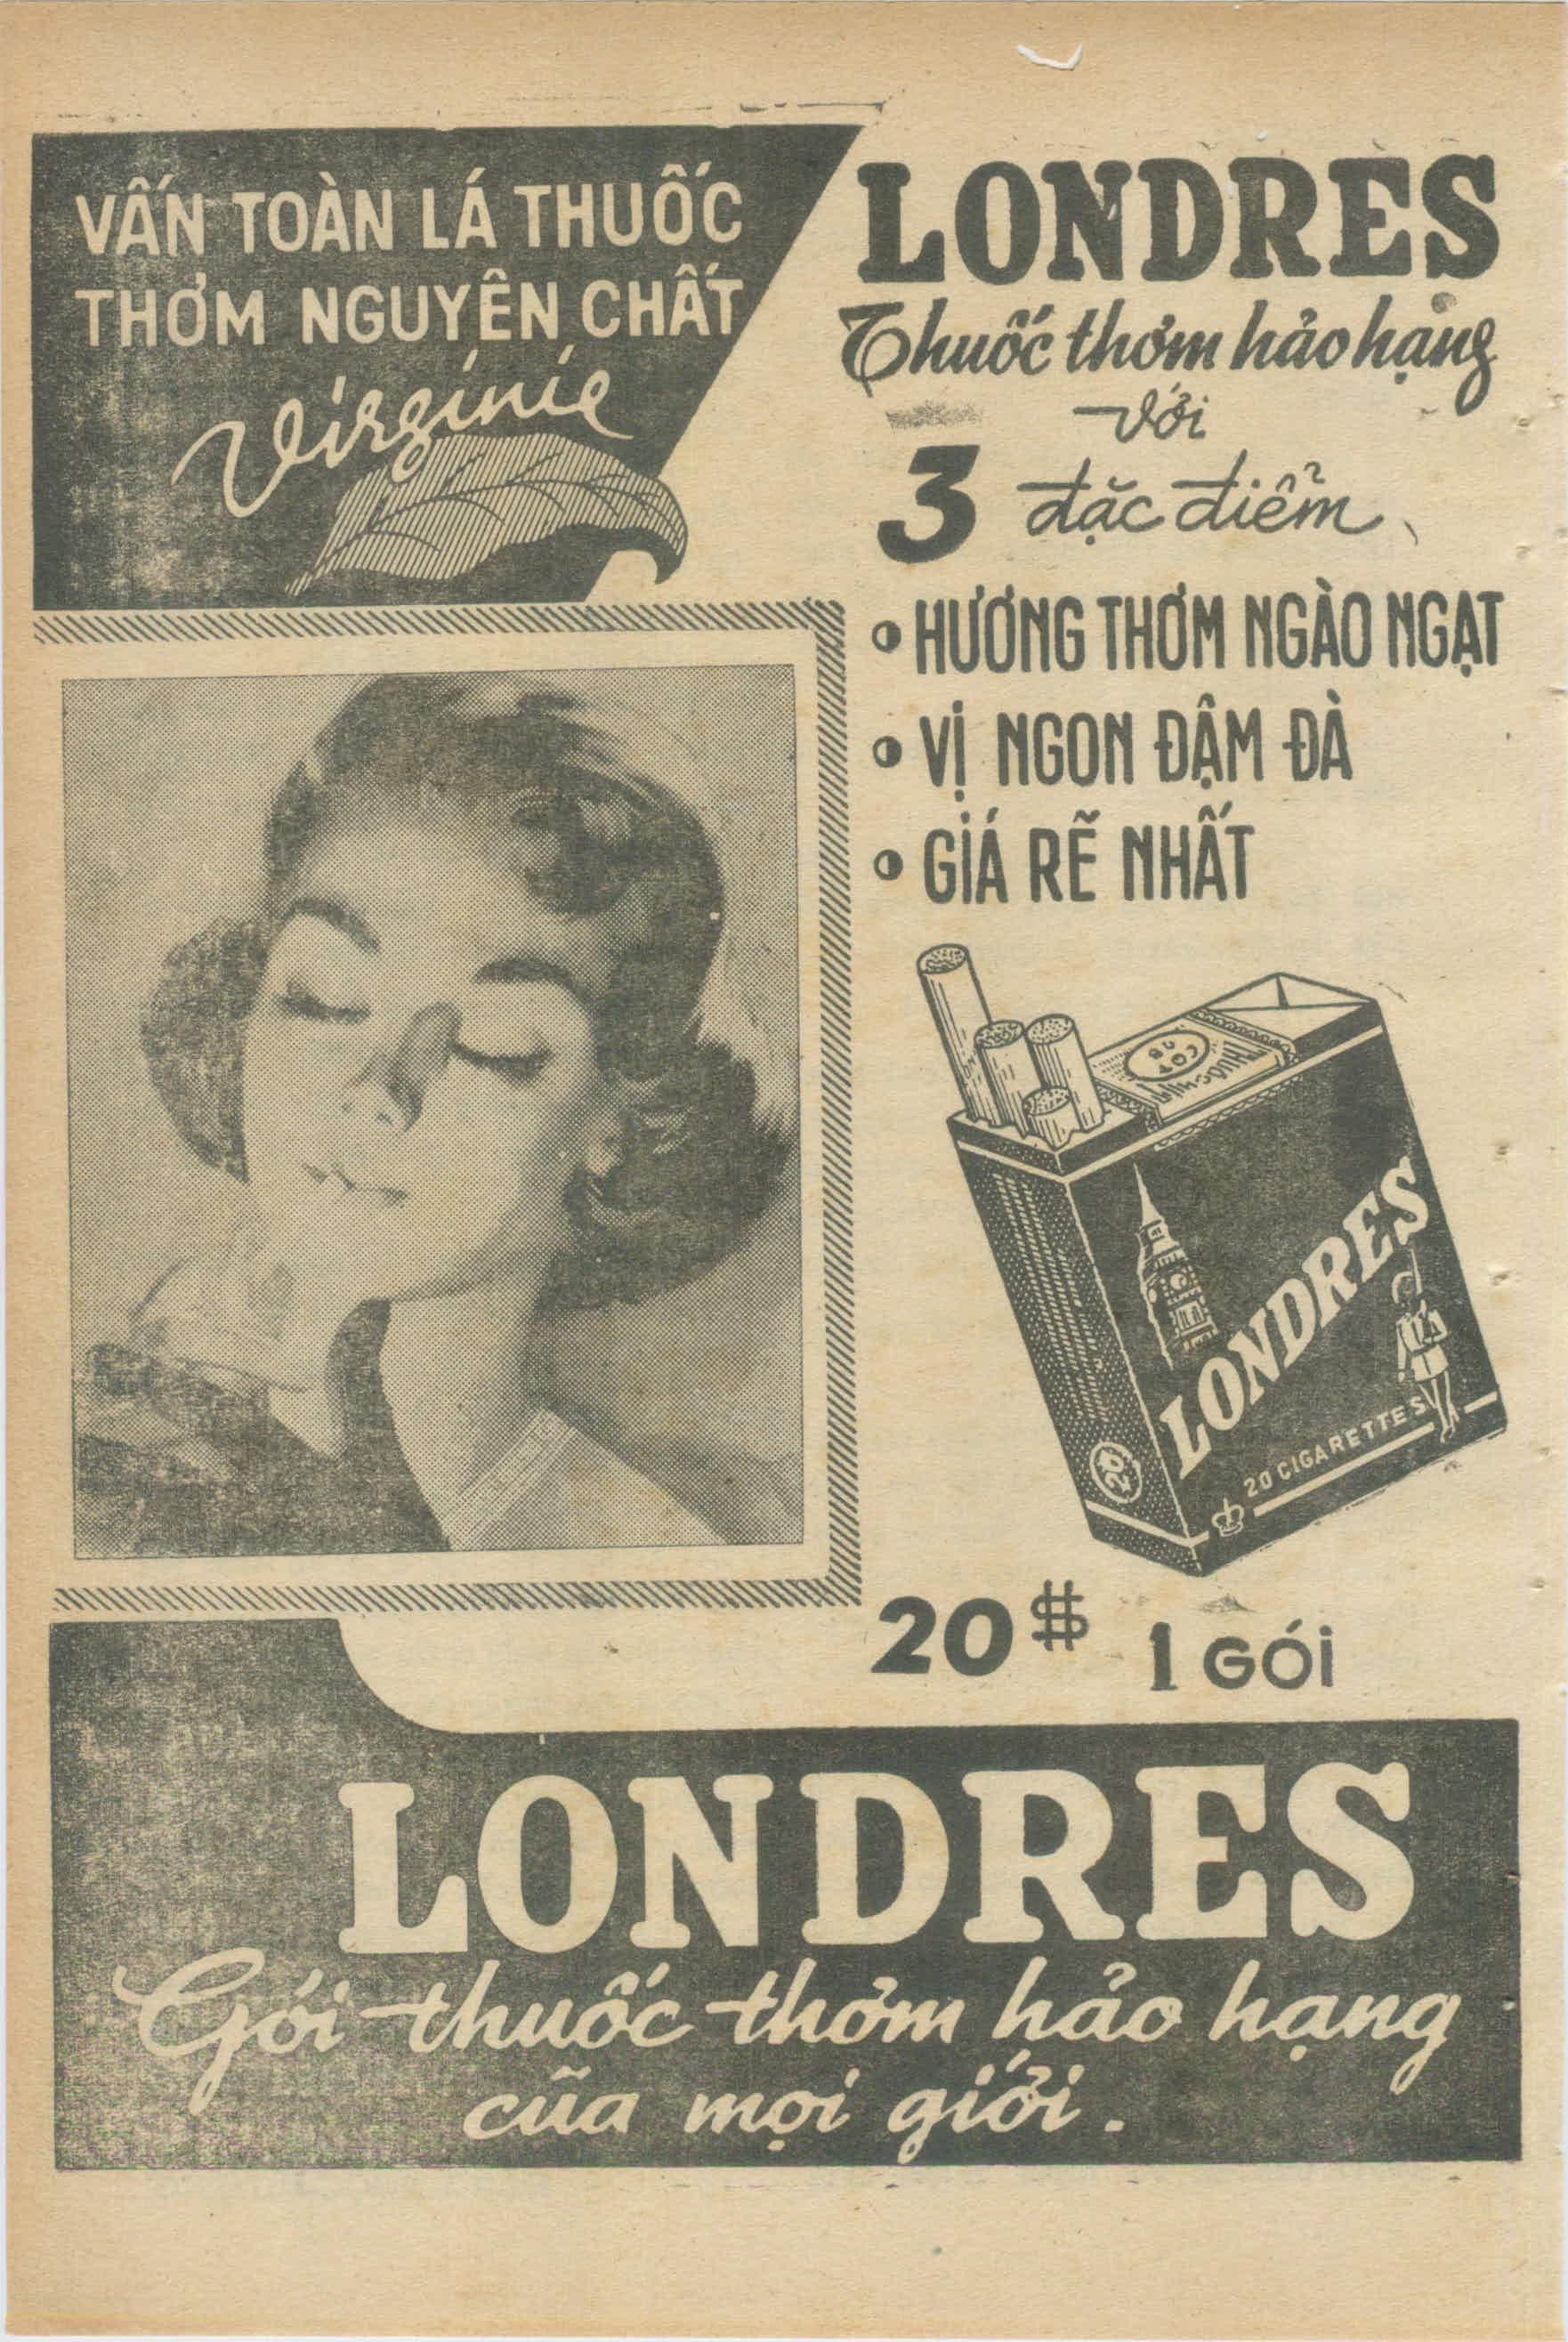 VẤN TOÀN LÁ THUỐC
THƠM NGUYÊN CHẤT
Virginie
LONDRES
Thuốc thơm hảo hạng
với
3 đặc điểm
HƯƠNG THƠM NGÀO NGẠT
VỊ NGON ĐẬM ĐÀ
GIÁ RẼ NHẤT
LONDRES
20 CIGARETTES
20$ 1 GÓI
LONDRES
Gói thuốc thơm hảo hạng
cũa mọi giới.